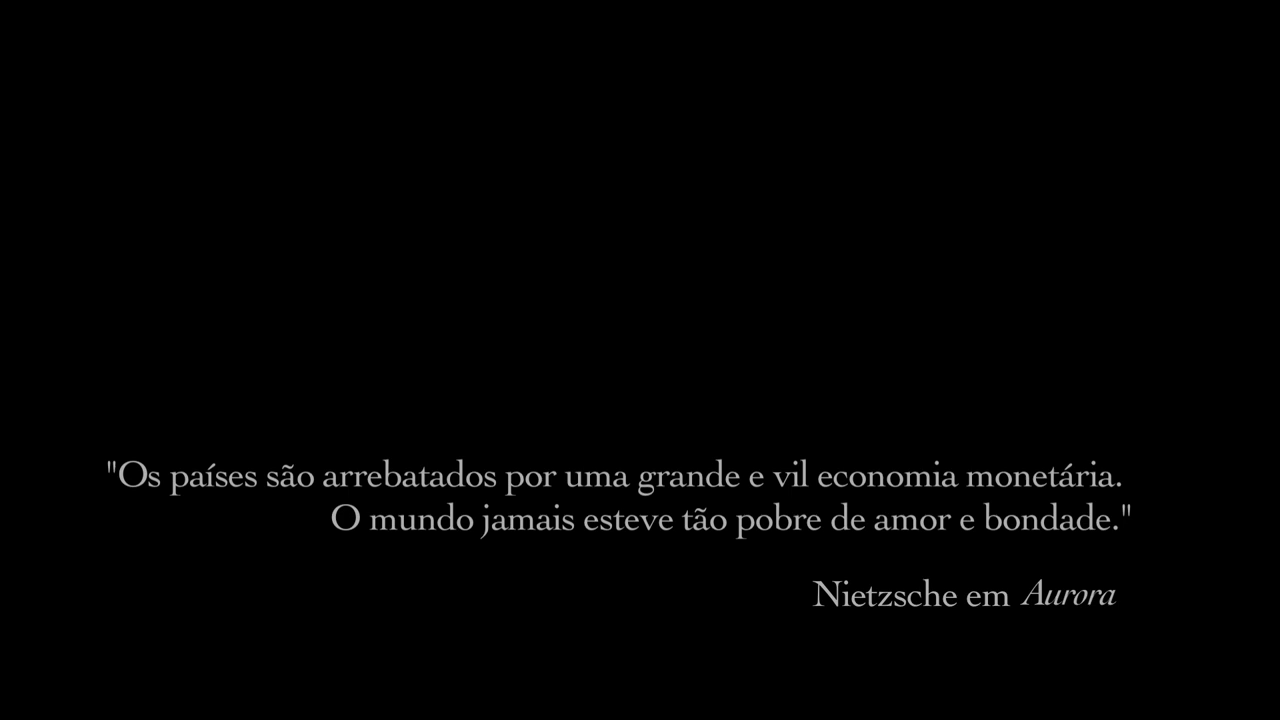 "Os países são arrebatados por uma grande e vil economia monetária.
O mundo jamais esteve tão pobre de amor e bondade."
Nietzsche em Aurora